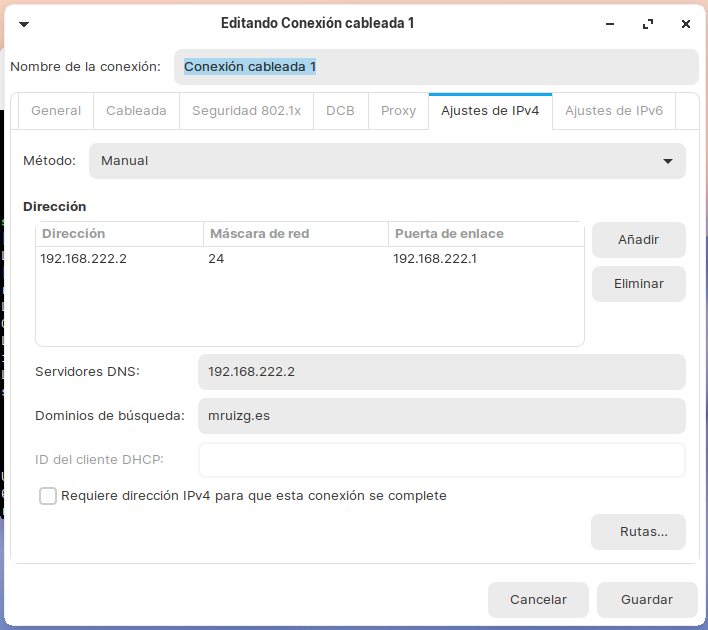 Editando Conexión cableada 1
Nombre de la conexión: Conexión cableada 1
General Cableada Seguridad 802.1x DCB Proxy Ajustes de IPv4 Ajustes de IPv6
Método: Manual
Dirección
Dirección Máscara de red Puerta de enlace
192.168.222.2 24 192.168.222.1
Añadir
Eliminar
Servidores DNS: 192.168.222.2
Dominios de búsqueda: mruizg.es
ID del cliente DHCP:
Requiere dirección IPv4 para que esta conexión se complete
Rutas...
Cancelar Guardar